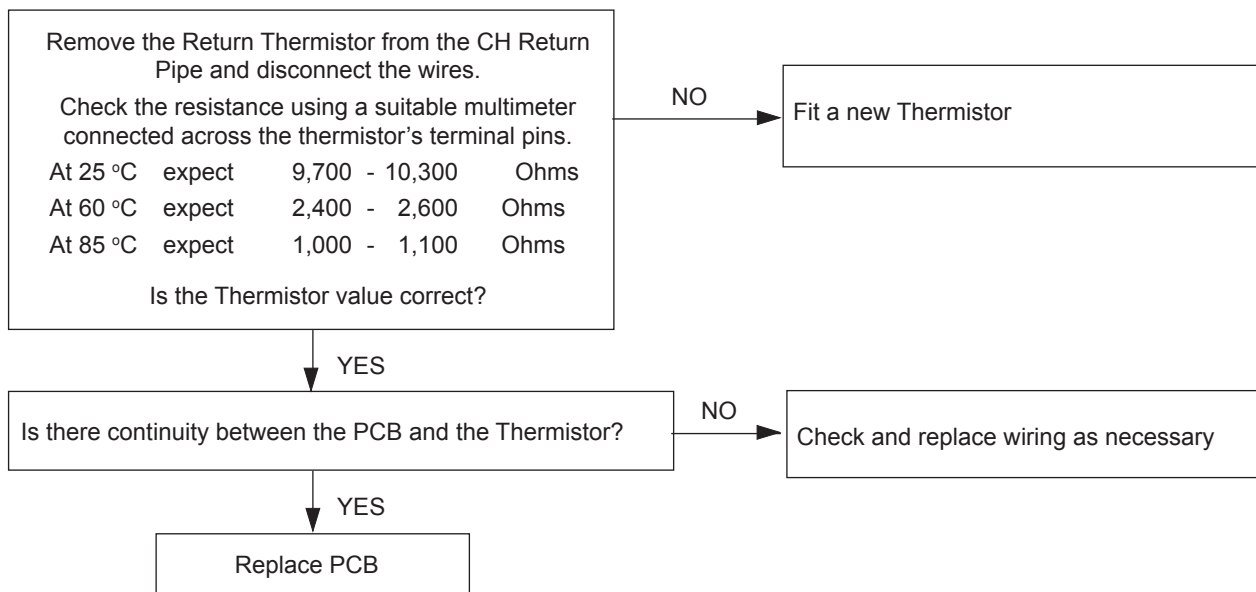 Remove the Return Thermistor from the CH Return
Pipe and disconnect the wires.
Check the resistance using a suitable multimeter
connected across the thermistor's terminal pins.
At 25 oC expect 9,700 - 10,300 Ohms
At 60 oC expect 2,400 - 2,600 Ohms
At 85 oC expect 1,000 - 1,100 Ohms
Is the Thermistor value correct?
NO
Fit a new Thermistor
YES
Is there continuity between the PCB and the Thermistor?
NO
Check and replace wiring as necessary
YES
Replace PCB